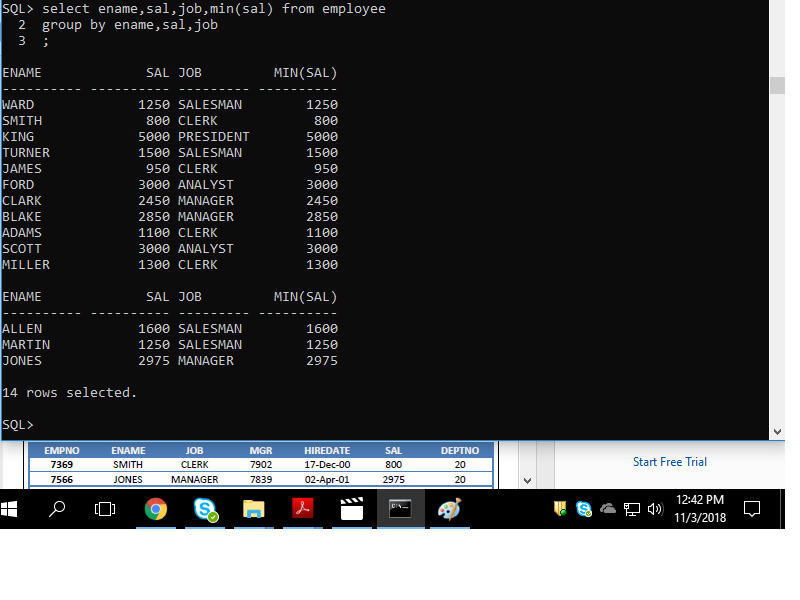 SQL> select ename,sal,job,min(sal) from employee
2 group by ename,sal,job
3 ;
ENAME SAL JOB MIN(SAL)
---------- ---------- --------- ----------
WARD 1250 SALESMAN 1250
SMITH 800 CLERK 800
KING 5000 PRESIDENT 5000
TURNER 1500 SALESMAN 1500
JAMES 950 CLERK 950
FORD 3000 ANALYST 3000
CLARK 2450 MANAGER 2450
BLAKE 2850 MANAGER 2850
ADAMS 1100 CLERK 1100
SCOTT 3000 ANALYST 3000
MILLER 1300 CLERK 1300
ENAME SAL JOB MIN(SAL)
---------- ---------- --------- ----------
ALLEN 1600 SALESMAN 1600
MARTIN 1250 SALESMAN 1250
JONES 2975 MANAGER 2975
14 rows selected.
SQL>
EMPNO ENAME JOB MGR HIREDATE SAL DEPTNO
7369 SMITH CLERK 7902 17-Dec-00 800 20
7566 JONES MANAGER 7839 02-Apr-01 2975 20
Start Free Trial
12:42 PM
11/3/2018